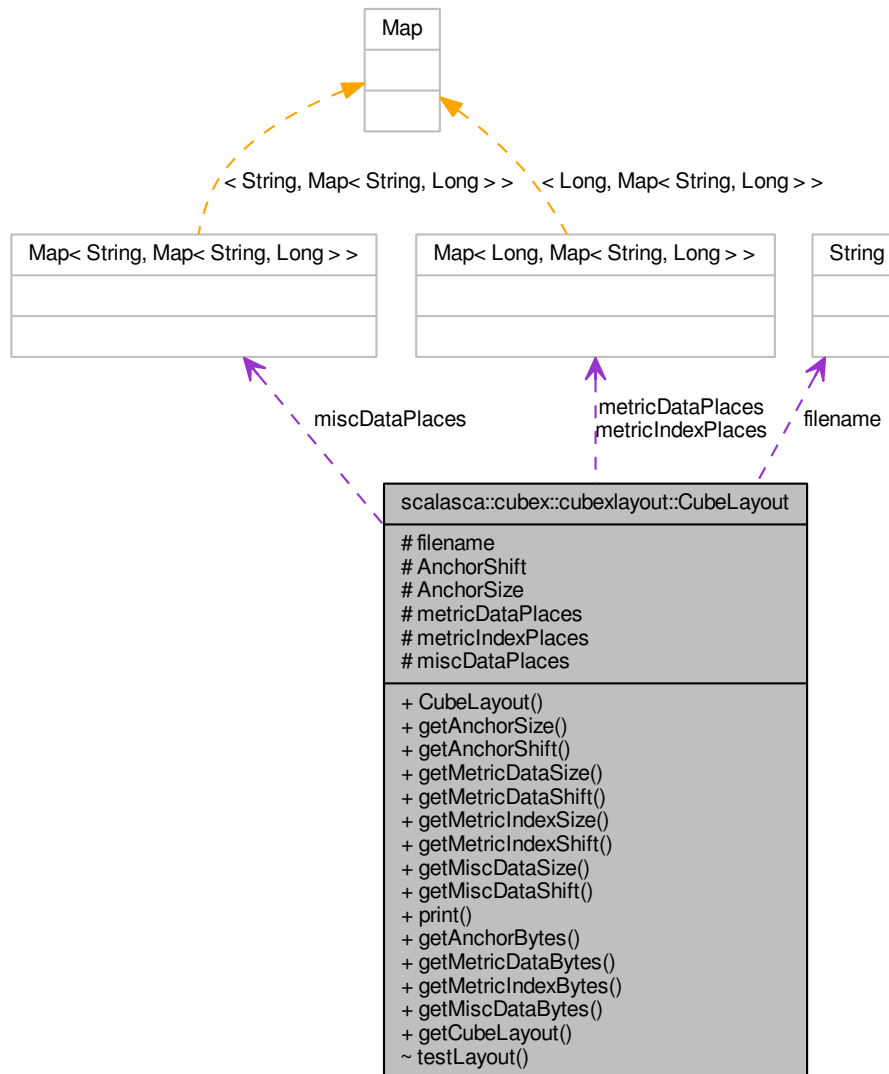 Map
< String, Map< String, Long > >
< Long, Map< String, Long > >
Map< String, Map< String, Long > >
Map< Long, Map< String, Long > >
String
miscDataPlaces
metricDataPlaces
metricIndexPlaces
filename
scalasca::cubex::cubexlayout::CubeLayout
# filename
# AnchorShift
# AnchorSize
# metricDataPlaces
# metricIndexPlaces
# miscDataPlaces
+ CubeLayout()
+ getAnchorSize()
+ getAnchorShift()
+ getMetricDataSize()
+ getMetricDataShift()
+ getMetricIndexSize()
+ getMetricIndexShift()
+ getMiscDataSize()
+ getMiscDataShift()
+ print()
+ getAnchorBytes()
+ getMetricDataBytes()
+ getMetricIndexBytes()
+ getMiscDataBytes()
+ getCubeLayout()
~ testLayout()